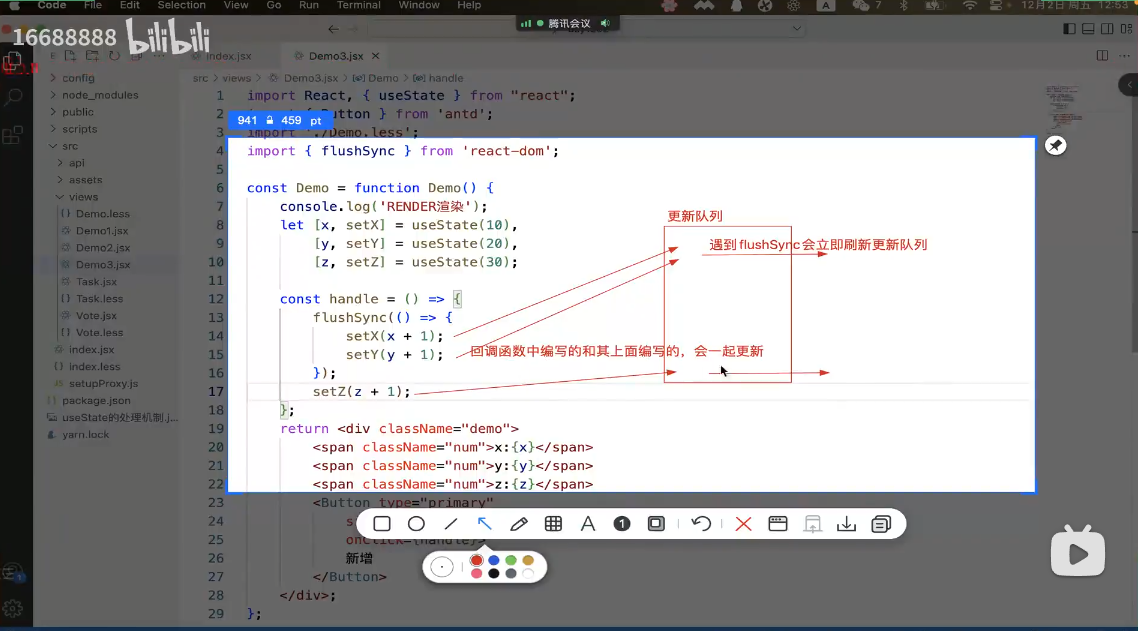 Code File Edit Selection View Go Run Terminal Window Help
腾讯会议
A 7 12月2日 周五 12:53
16688888 bilibili
Index.jsx Demo3.jsx
src > views > Demo3.jsx > Demo > handle
config
node_modules
public
scripts
src
api
assets
views
Demo.less
Demo1.jsx
Demo2.jsx
Demo3.jsx
Task.jsx
Task.less
Vote.jsx
Vote.less
index.jsx
index.less
setupProxy.js
package.json
useState的处理机制.j...
yarn.lock
941 459 pt
1 import React, { useState } from "react";
2 Button } from 'antd';
3 import './Demo.less';
4 import { flushSync } from 'react-dom';
5
6 const Demo = function Demo() {
7 console.log('RENDER渲染');
8 let [x, setX] = useState(10),
9 [y, setY] = useState(20),
10 [z, setZ] = useState(30);
11
12 const handle = () => {
13 flushSync(() => {
14 setX(x + 1);
15 setY(y + 1);
16 });
17 setZ(z + 1);
18 };
19 return <div className="demo">
20 <span className="num">x:{x}</span>
21 <span className="num">y:{y}</span>
22 <span className="num">z:{z}</span>
23 <Button type="primary"
24 s
25 onClick={handle}>
26 新增
27 </Button>
28 </div>;
29 };
更新队列
遇到flushSync会立即刷新更新队列
回调函数中编写的和其上面编写的，会一起更新
A 1
1